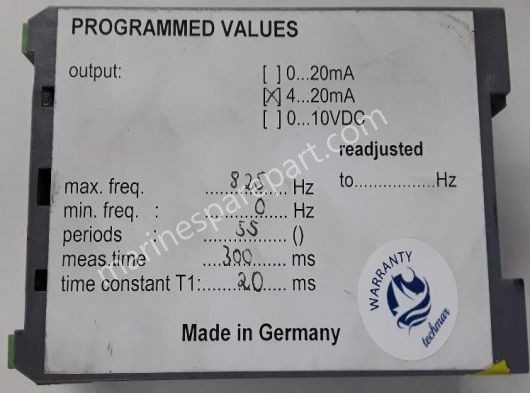 PROGRAMMED VALUES
output: [ ] 0...20mA
[X] 4...20mA
[ ] 0...10VDC
readjusted
to.................Hz
max. freq. 825 Hz
min. freq. : 0 Hz
periods : 55 ()
meas.time 300 ms
time constant T1: 20 ms
Made in Germany
WARRANTY
techmar
marinesparepart.com